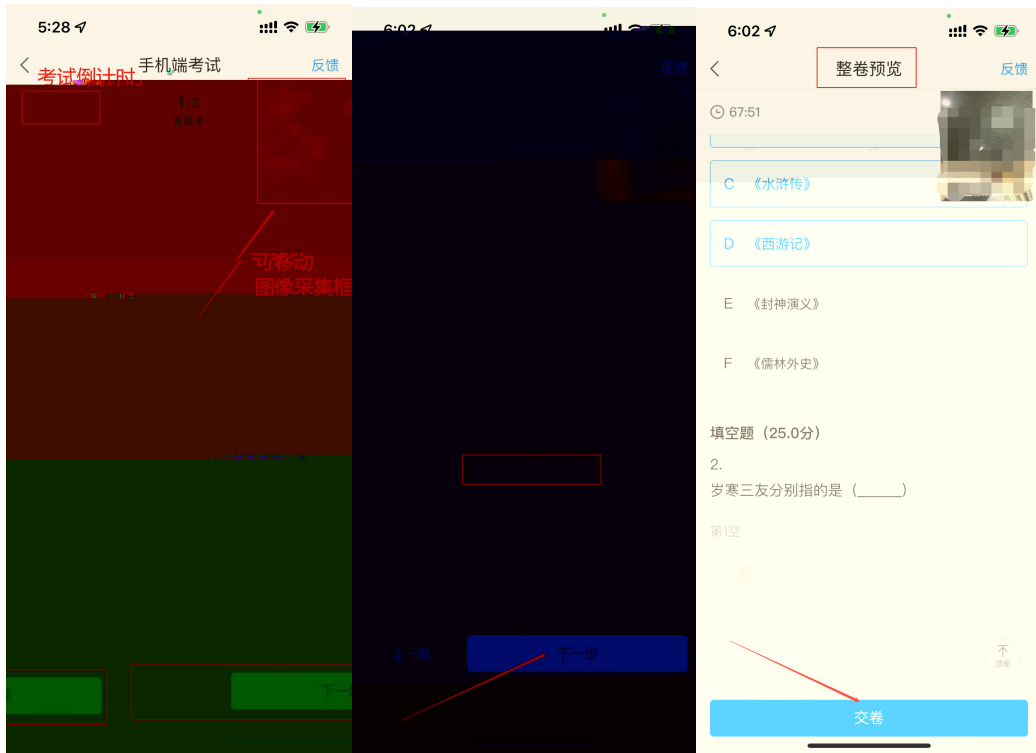 5:28
手机端考试
反馈
考试倒计时
1/3
答题卡
可移动
图像采集框
下一
6:02
反馈
上一题
下一步
6:02
整卷预览
反馈
67:51
C 《水浒传》
D 《西游记》
E 《封神演义》
F 《儒林外史》
填空题（25.0分）
2.
岁寒三友分别指的是（______）
第1空
顶部
交卷